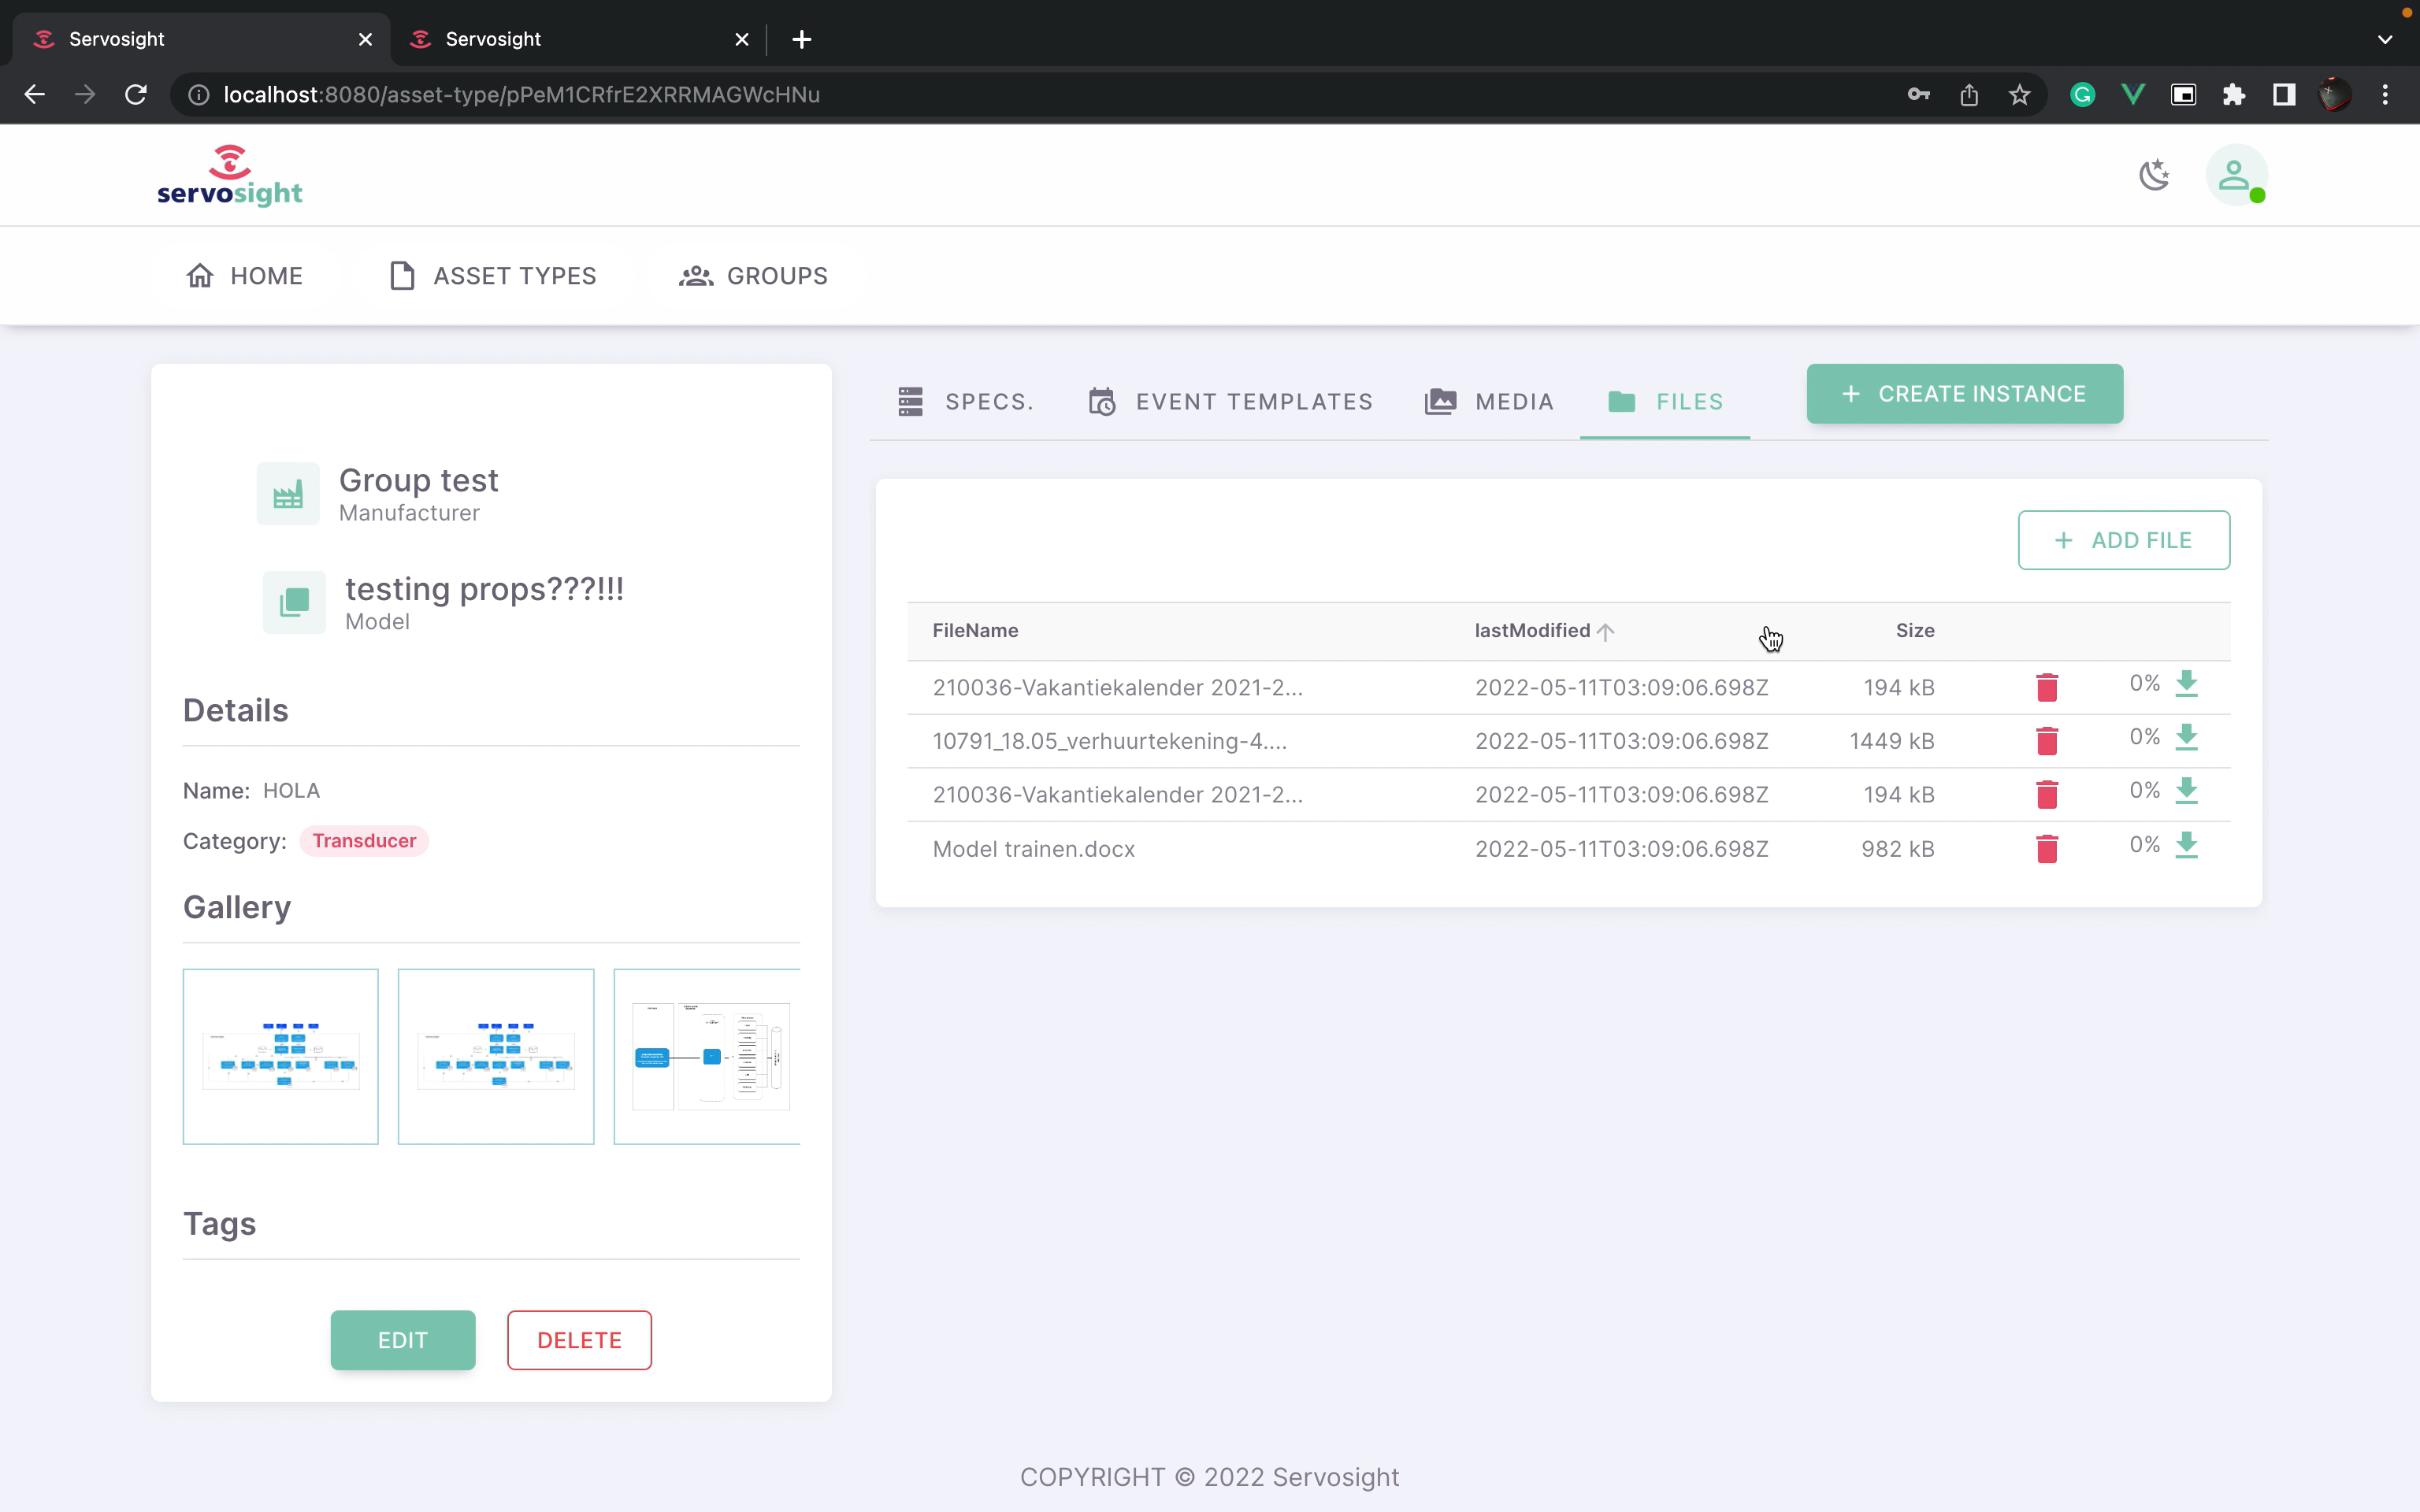 Servosight
Servosight
localhost:8080/asset-type/pPeM1CRfrE2XRRMAGWcHNu
servosight
HOME
ASSET TYPES
GROUPS
SPECS.
EVENT TEMPLATES
MEDIA
FILES
CREATE INSTANCE
Group test
Manufacturer
testing props???!!!
Model
Details
Name: HOLA
Category: Transducer
Gallery
Tags
EDIT
DELETE
ADD FILE
FileName lastModified Size
210036-Vakantiekalender 2021-2... 2022-05-11T03:09:06.698Z 194 kB 0%
10791_18.05_verhuurtekening-4.... 2022-05-11T03:09:06.698Z 1449 kB 0%
210036-Vakantiekalender 2021-2... 2022-05-11T03:09:06.698Z 194 kB 0%
Model trainen.docx 2022-05-11T03:09:06.698Z 982 kB 0%
COPYRIGHT © 2022 Servosight